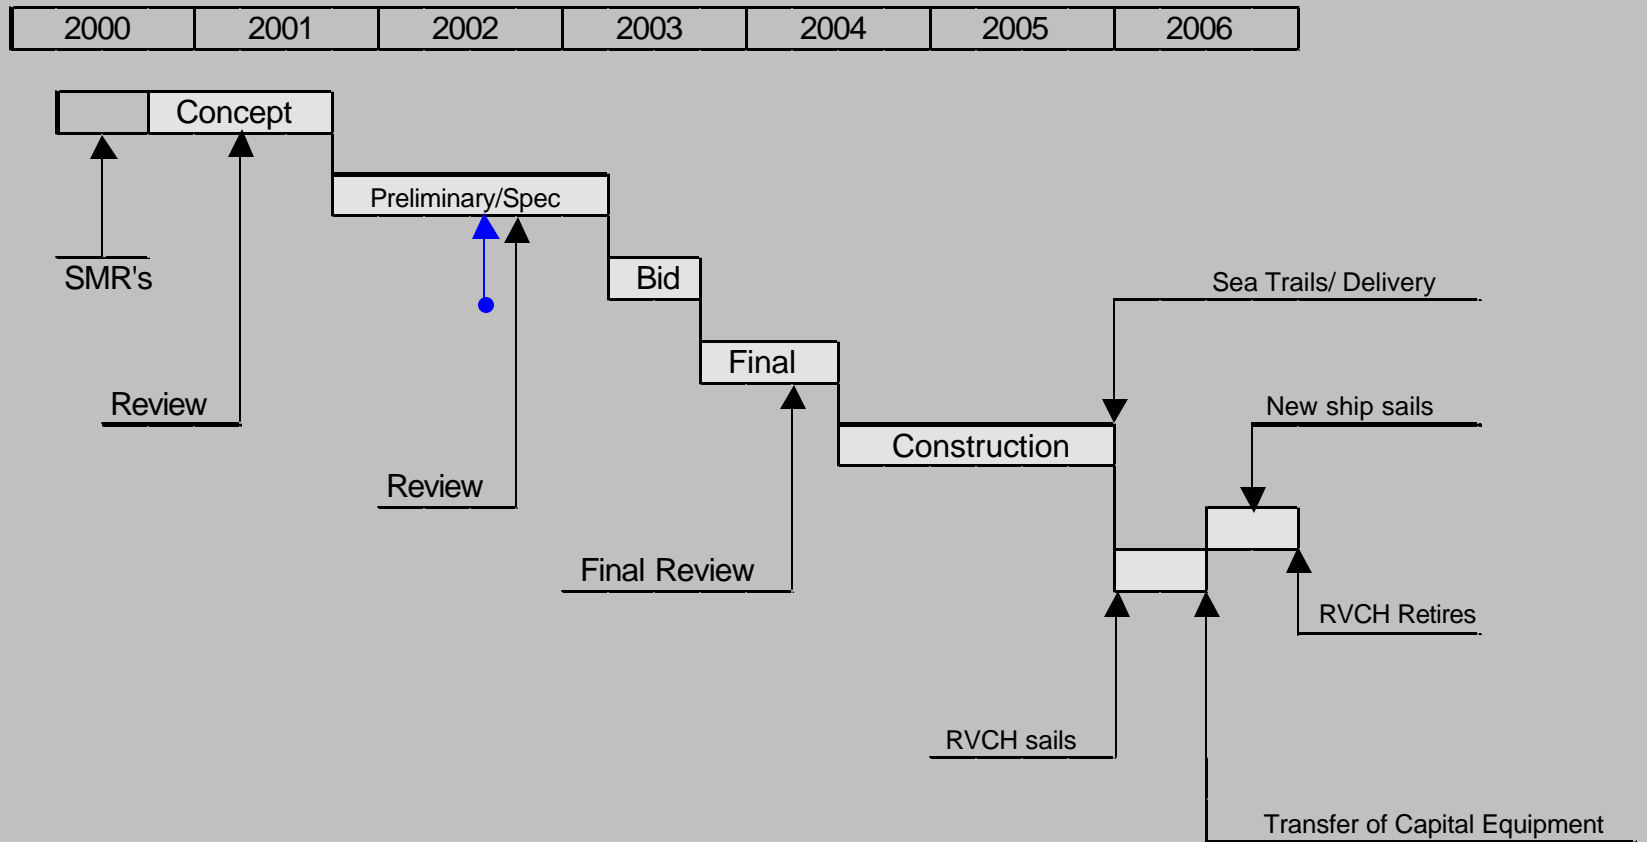 2000 2001 2002 2003 2004 2005 2006
Concept
Preliminary/Spec
SMR's
Bid
Sea Trails/ Delivery
Final
Review
New ship sails
Construction
Review
Final Review
RVCH Retires
RVCH sails
Transfer of Capital Equipment